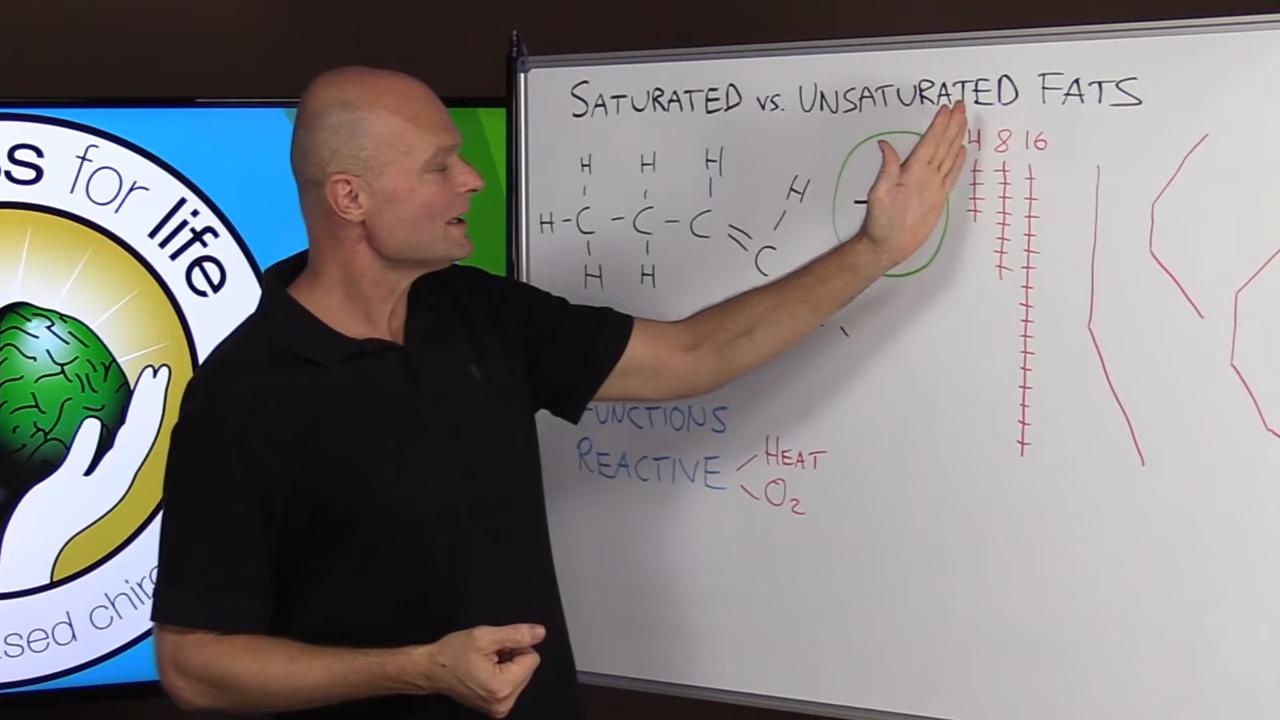 SATURATED vs. UNSATURATED FATS
4 8 16
H H H
H
H-C-C-C
C
H H
FUNCTIONS
REACTIVE
HEAT
O₂
for life